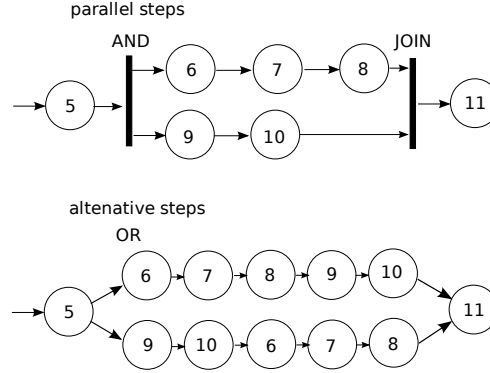 parallel steps
AND JOIN
6 7 8
5 11
9 10
altenative steps
OR
6 7 8 9 10
5 11
9 10 6 7 8